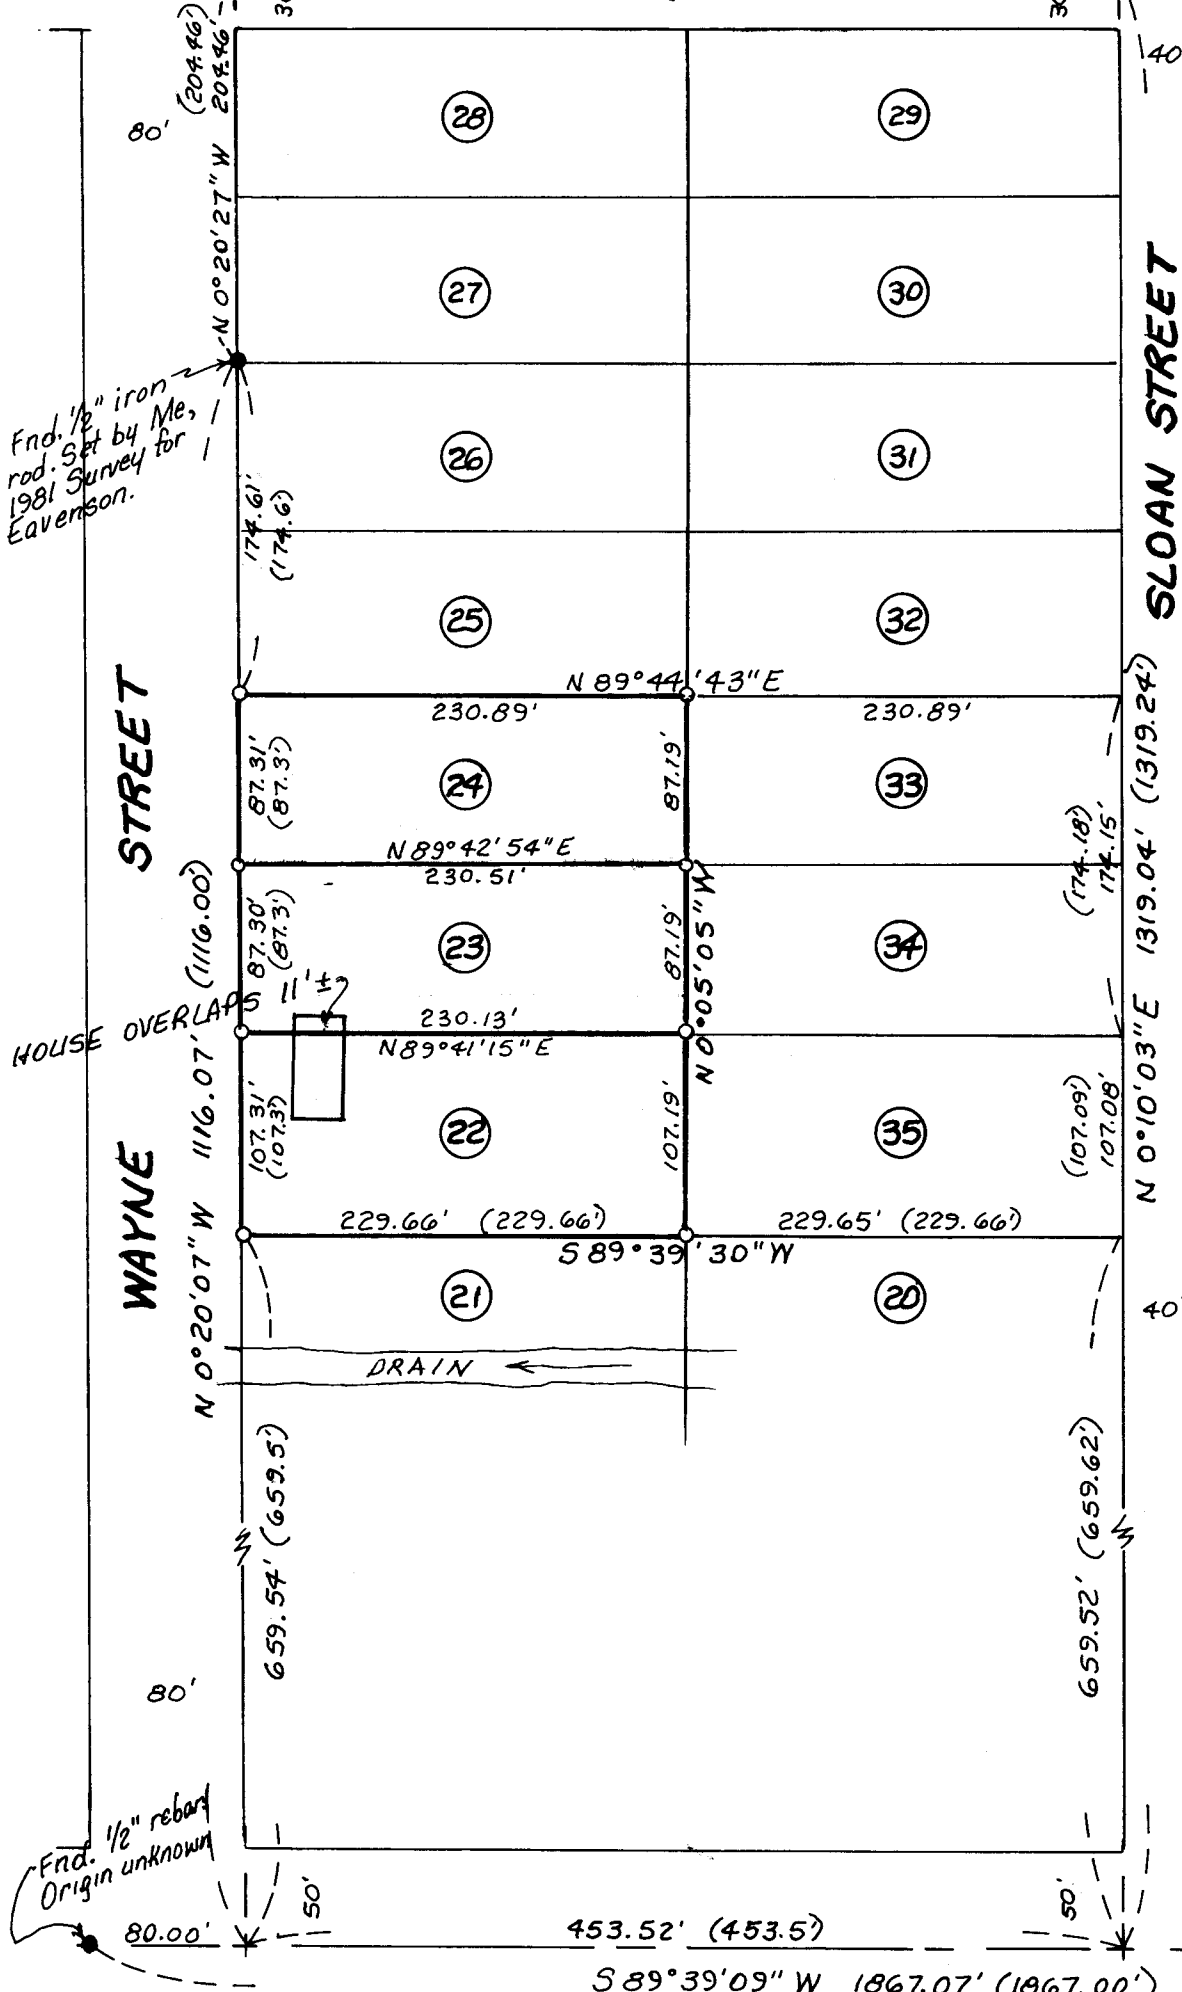 30
30
(204.46')
204.46'
40
80'
28
29
N 0°20'27" W
27
30
SLOAN STREET
Fnd. 1/2" iron
rod. Set by Me,
1981 Survey for
Eavenson.
26
31
174.61'
(174.6')
25
32
N 89°44'43" E
230.89'
230.89'
WAYNE STREET
87.31'
(87.3')
24
87.19'
33
(174.18')
174.15'
N 0°10'03" E 1319.04' (1319.24')
N 89°42'54" E
230.51'
N 0°20'07" W 1116.07' (1116.00')
87.30'
(87.3')
23
87.19'
N 0°05'05" W
34
HOUSE OVERLAPS 11'±
230.13'
N 89°41'15" E
107.31'
(107.3')
22
107.19'
35
(107.09')
107.08'
229.66' (229.66')
229.65' (229.66')
S 89°39'30" W
21
20
40'
DRAIN
659.54' (659.5')
659.52' (659.62')
80'
Fnd. 1/2" rebar
Origin unknown
50'
50'
80.00'
453.52' (453.5')
S 89°39'09" W 1867.07' (1867.00')